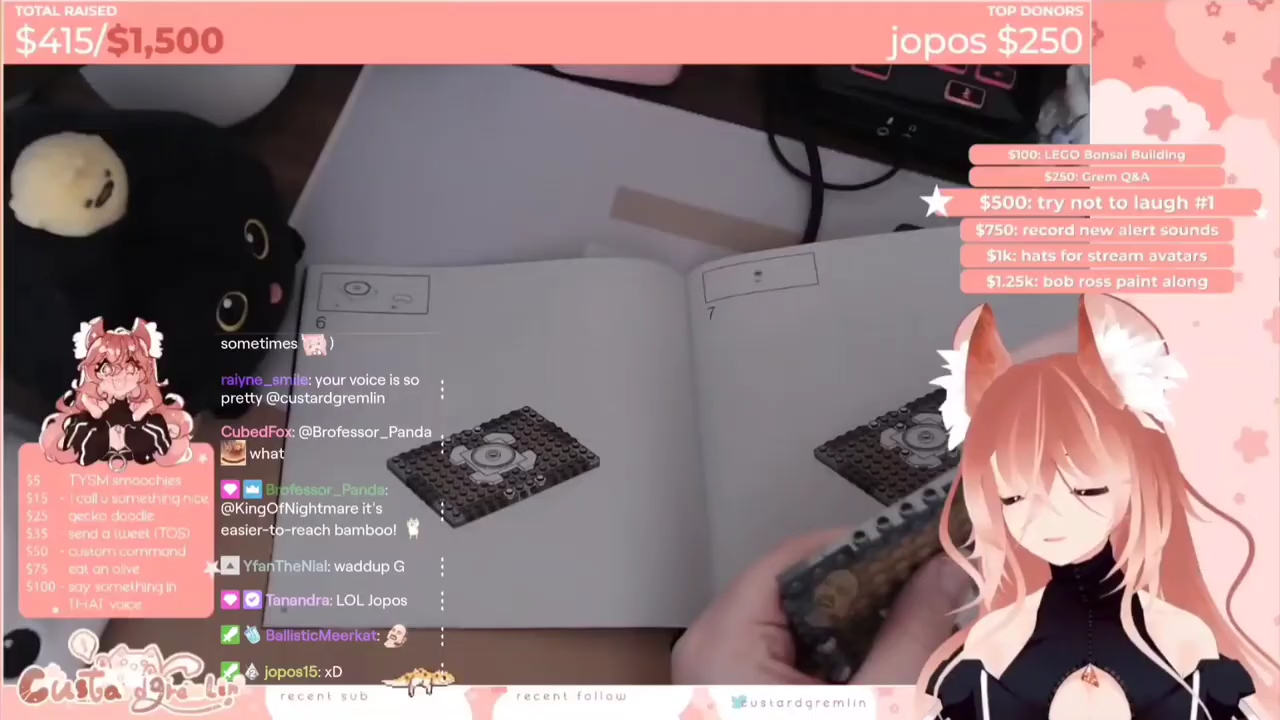 TOTAL RAISED
$415/$1,500
TOP DONORS
jopos $250
$100: LEGO Bonsai Building
$250: Grem Q&A
$500: try not to laugh #1
$750: record new alert sounds
$1k: hats for stream avatars
$1.25k: bob ross paint along
6
7
sometimes )
raiyne_smile: your voice is so
pretty @custardgremlin
CubedFox: @Brofessor_Panda
what
Brofessor_Panda:
@KingOfNightmare it's
easier-to-reach bamboo!
YfanTheNial: waddup G
Tanandra: LOL Jopos
BallisticMeerkat:
jopos15: xD
$5 TYSM smoochies
$15 - i call u something nice
$25 gecko doodle
$35 - send a tweet (TOS)
$50 - custom command
$75 - eat an olive
$100 - say something in
THAT voice
Custardgremlin
recent sub
recent follow
custardgremlin